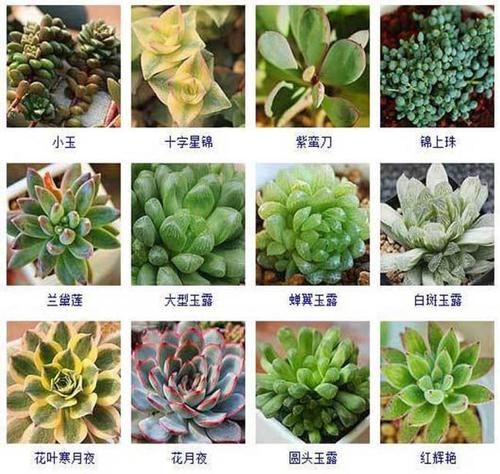 小玉
十字星锦
紫蛮刀
锦上珠
兰黛莲
大型玉露
蝉翼玉露
白斑玉露
花叶寒月夜
花月夜
圆头玉露
红辉艳